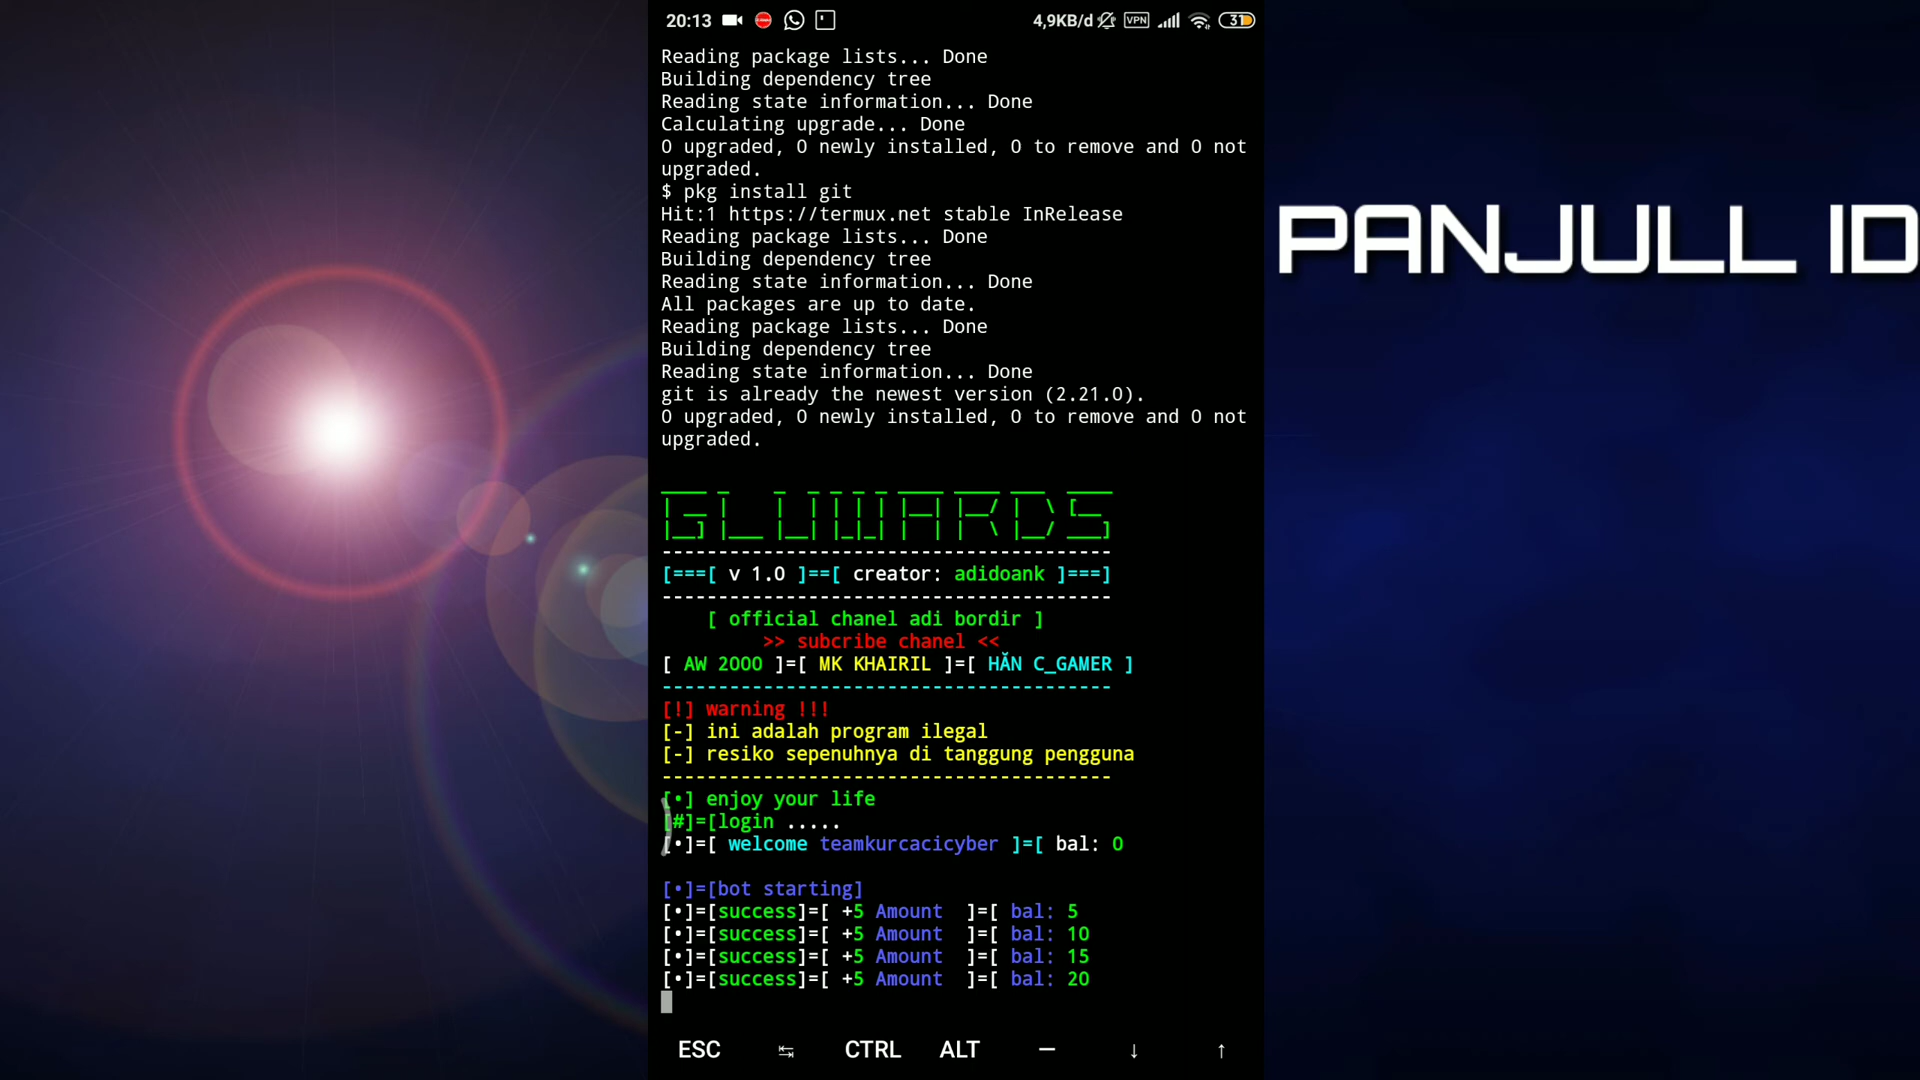 20:13 4,9KB/d VPN 31
Reading package lists... Done
Building dependency tree
Reading state information... Done
Calculating upgrade... Done
0 upgraded, 0 newly installed, 0 to remove and 0 not
upgraded.
$ pkg install git
Hit:1 https://termux.net stable InRelease
Reading package lists... Done
Building dependency tree
Reading state information... Done
All packages are up to date.
Reading package lists... Done
Building dependency tree
Reading state information... Done
git is already the newest version (2.21.0).
0 upgraded, 0 newly installed, 0 to remove and 0 not
upgraded.
GLUWARDS
---------------------------------------
[===[ v 1.0 ]==[ creator: adidoank ]===]
---------------------------------------
[ official chanel adi bordir ]
>> subcribe chanel <<
[ AW 2000 ]=[ MK KHAIRIL ]=[ HĂN C_GAMER ]
---------------------------------------
[!] warning !!!
[-] ini adalah program ilegal
[-] resiko sepenuhnya di tanggung pengguna
---------------------------------------
[•] enjoy your life
[#]=[login .....
[•]=[ welcome teamkurcacicyber ]=[ bal: 0
[•]=[bot starting]
[•]=[success]=[ +5 Amount  ]=[ bal: 5
[•]=[success]=[ +5 Amount  ]=[ bal: 10
[•]=[success]=[ +5 Amount  ]=[ bal: 15
[•]=[success]=[ +5 Amount  ]=[ bal: 20
ESC ⇆ CTRL ALT — ↓ ↑
PANJULL ID